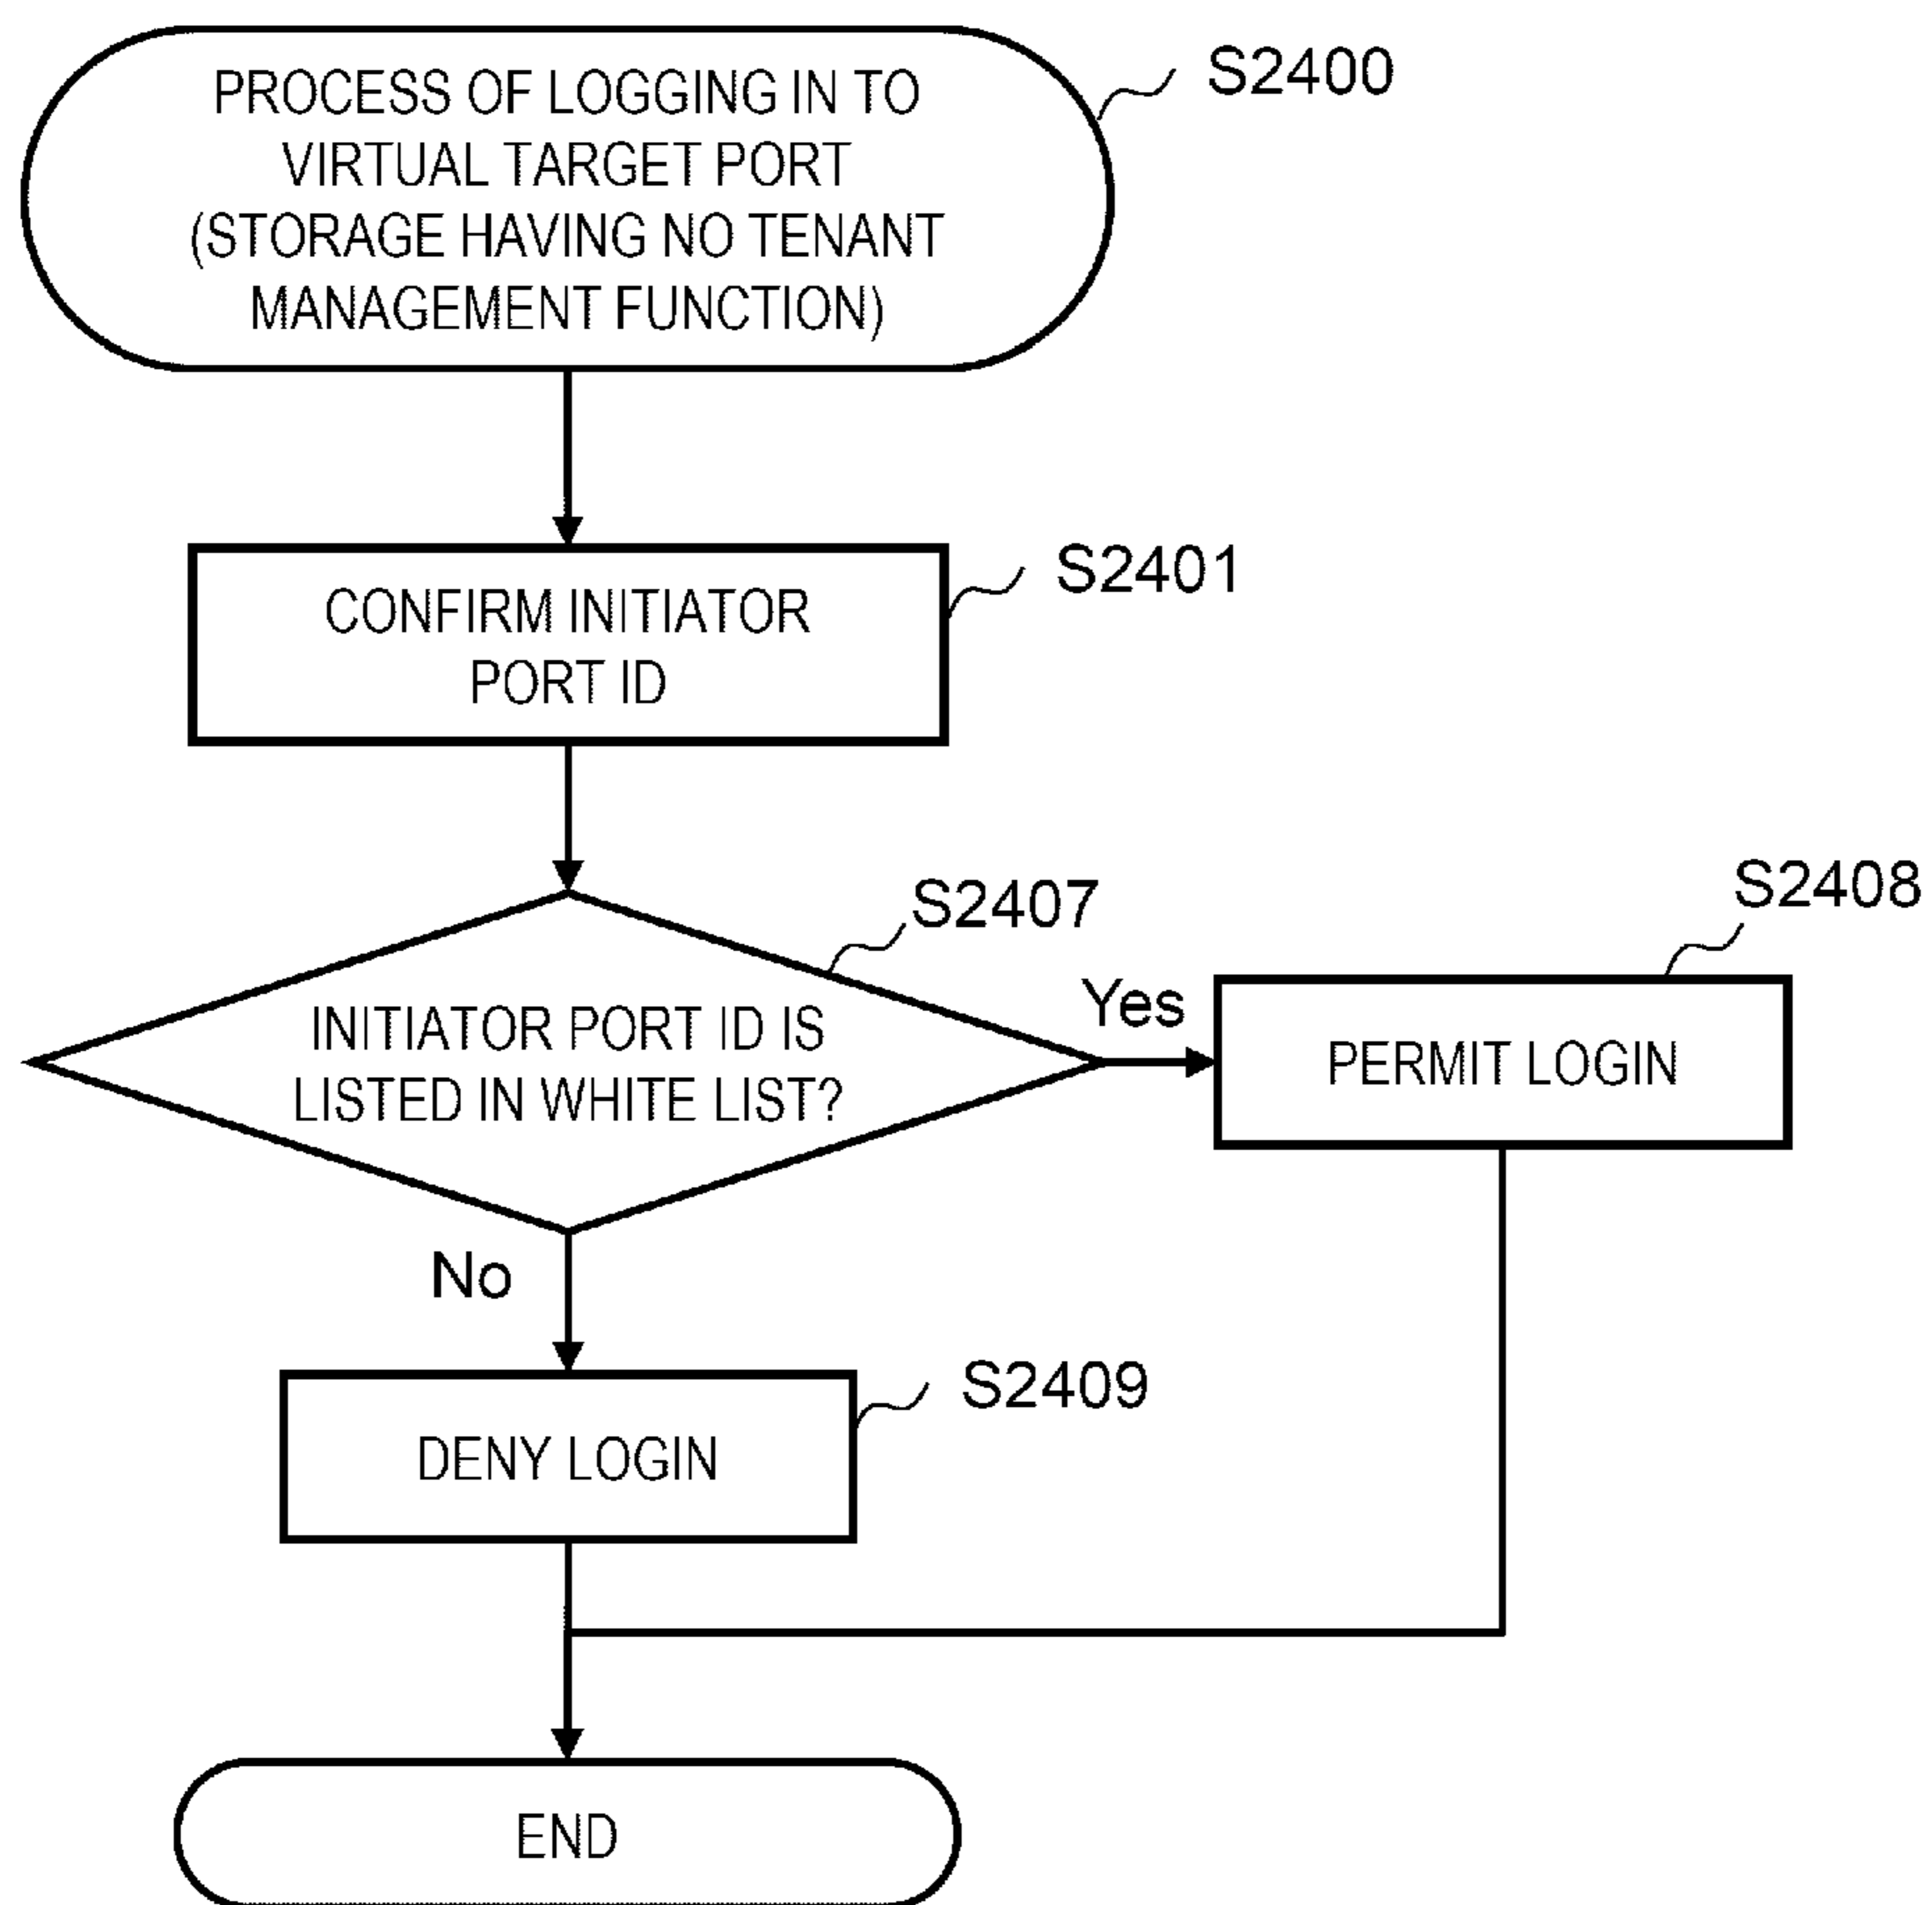 PROCESS OF LOGGING IN TO
VIRTUAL TARGET PORT
(STORAGE HAVING NO TENANT
MANAGEMENT FUNCTION)
S2400
CONFIRM INITIATOR
PORT ID
S2401
INITIATOR PORT ID IS
LISTED IN WHITE LIST?
S2407
Yes
S2408
PERMIT LOGIN
No
S2409
DENY LOGIN
END